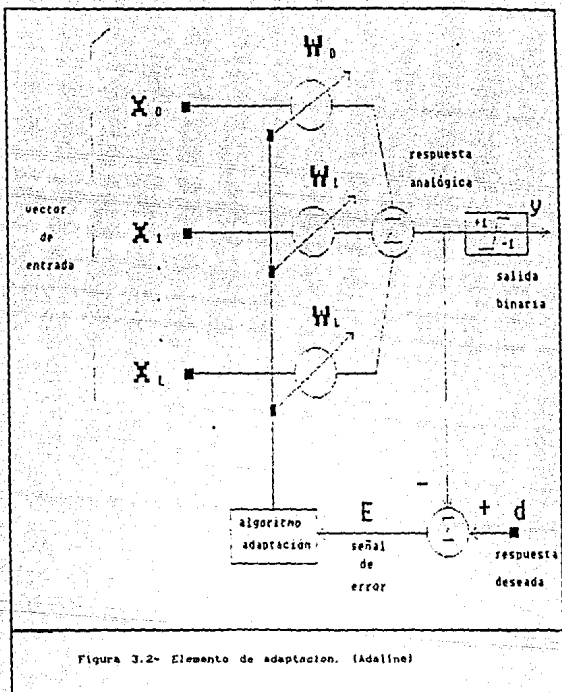 W0
X0
respuesta
analógica
W1
vector
de
entrada
X1
Σ
+1
-1
y
salida
binaria
WL
XL
-
algoritmo
adaptación
E
señal
de
error
Σ
+
d
respuesta
deseada
Figura 3.2- Elemento de adaptacion. (Adaline)